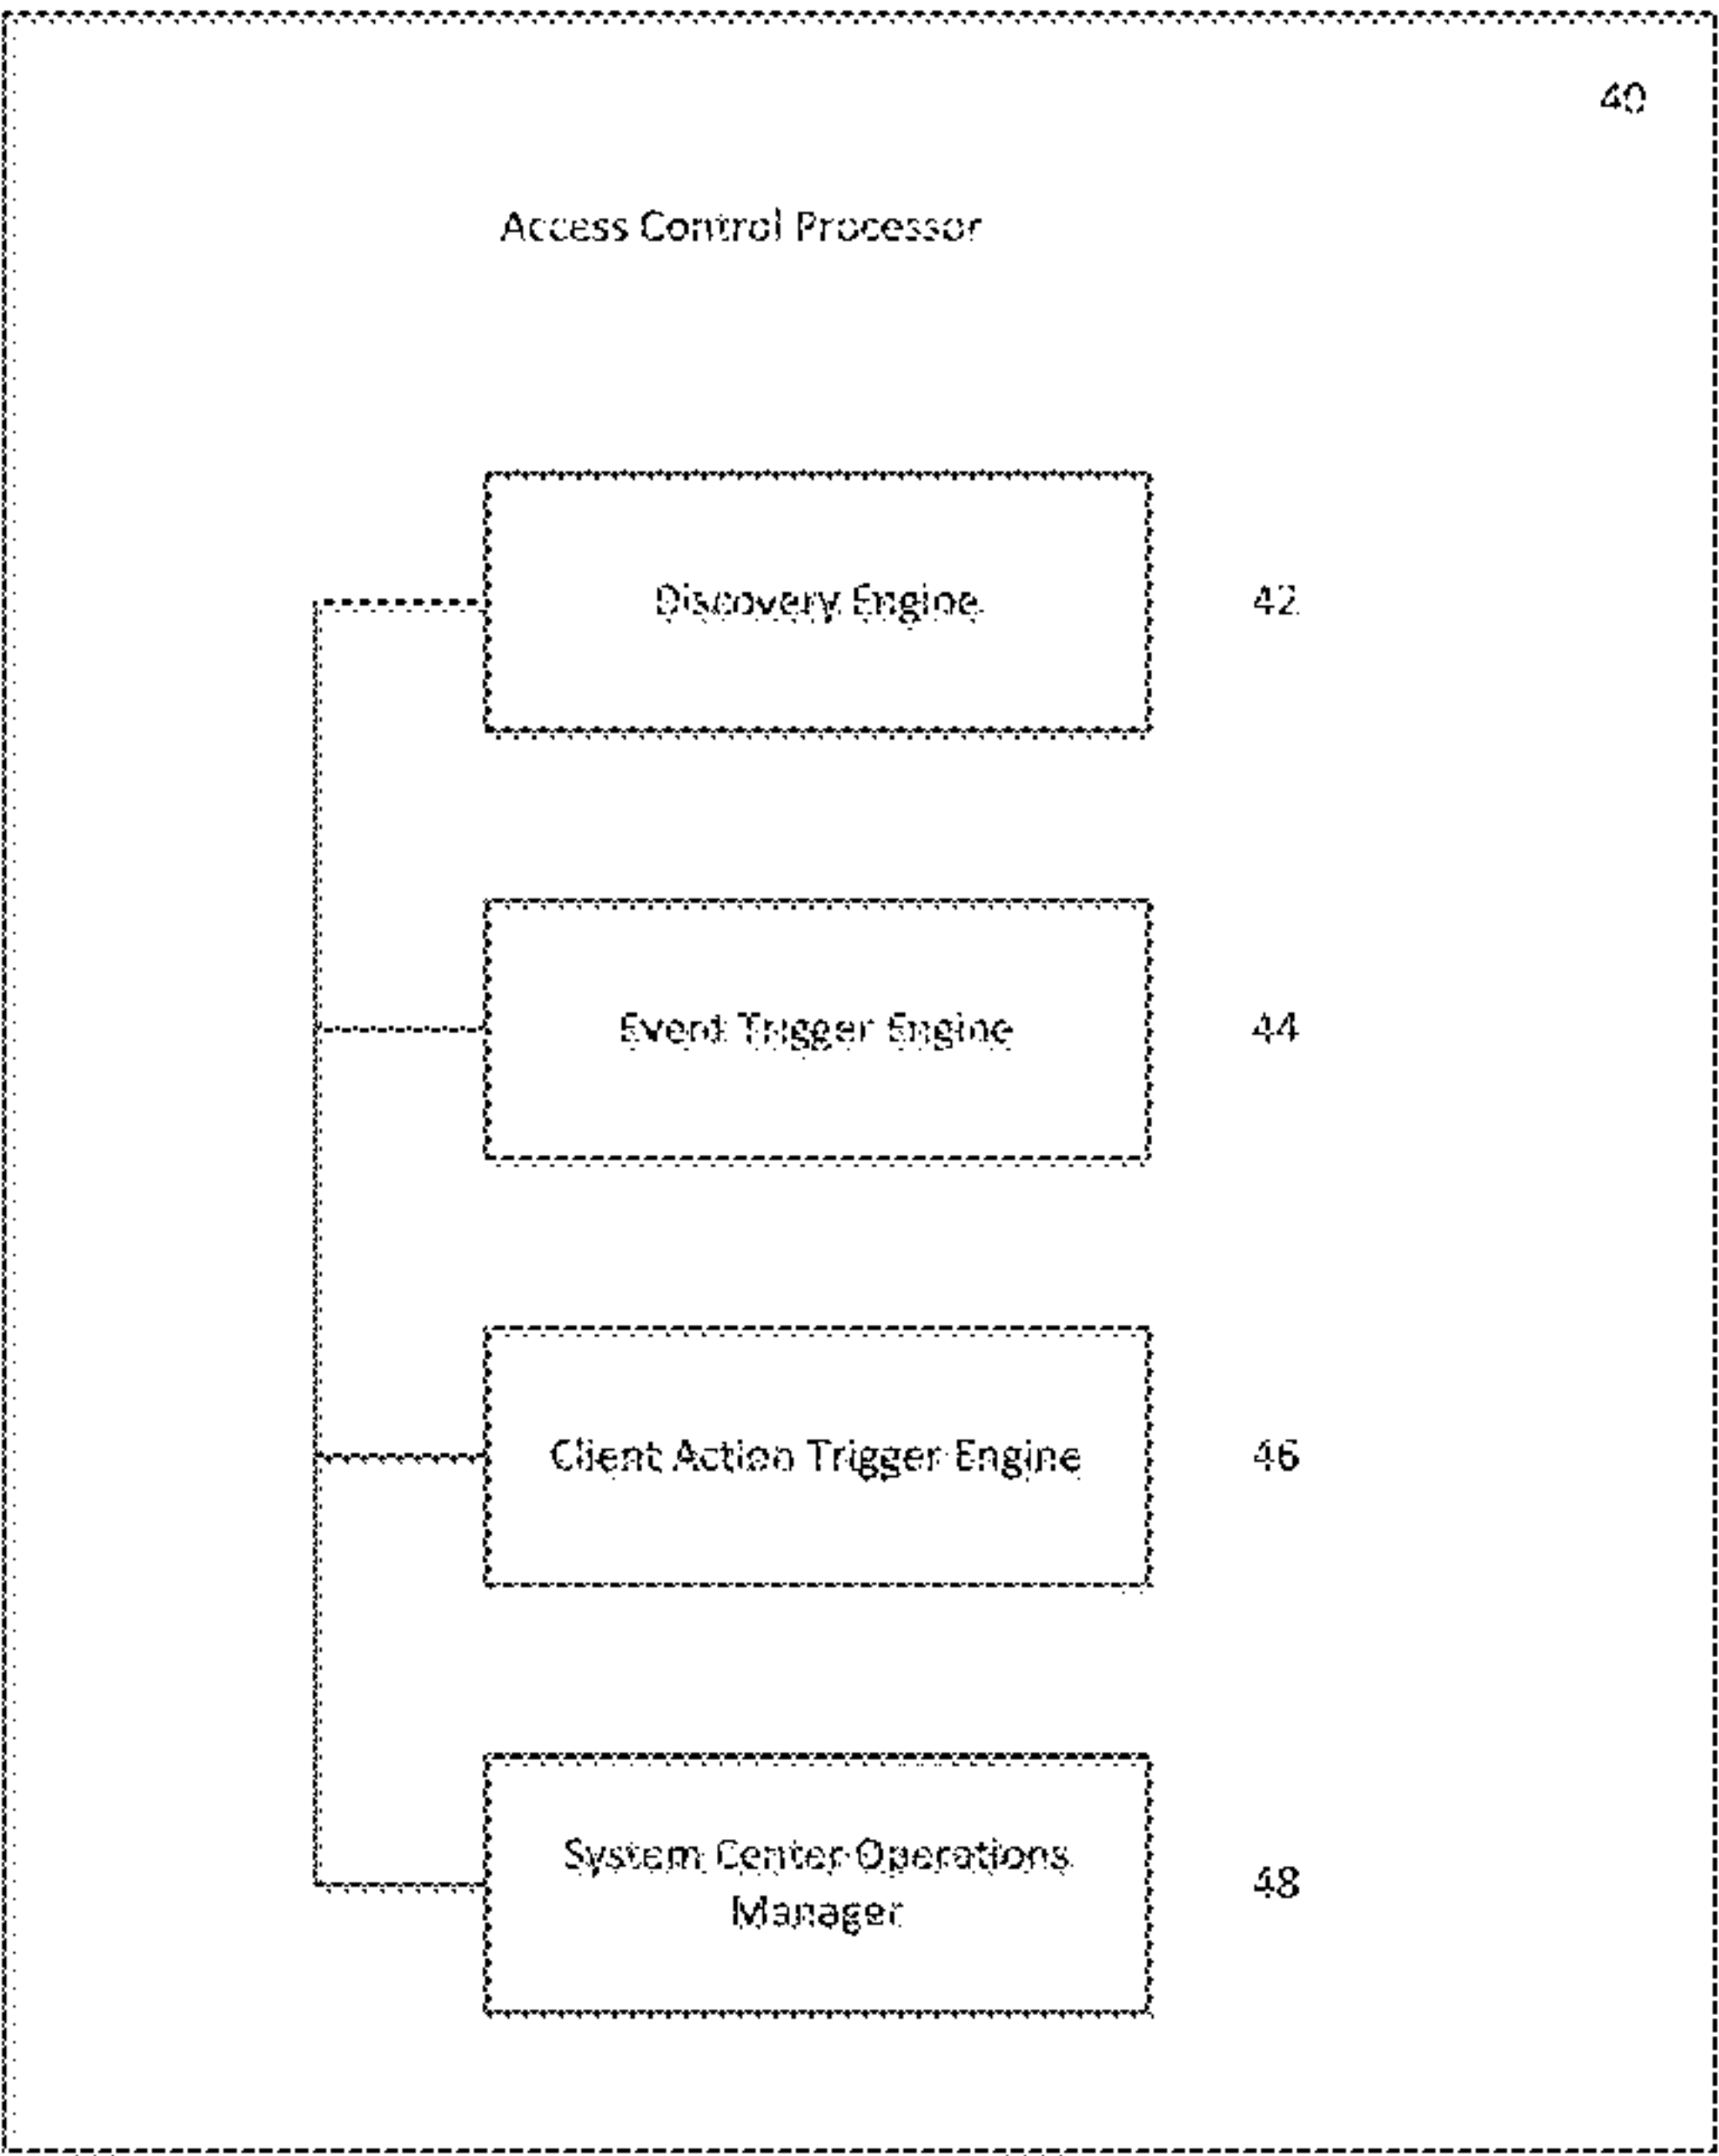 40
Access Control Processor
Discovery Engine
42
Event Trigger Engine
44
Client Action Trigger Engine
46
System Center Operations
Manager
48